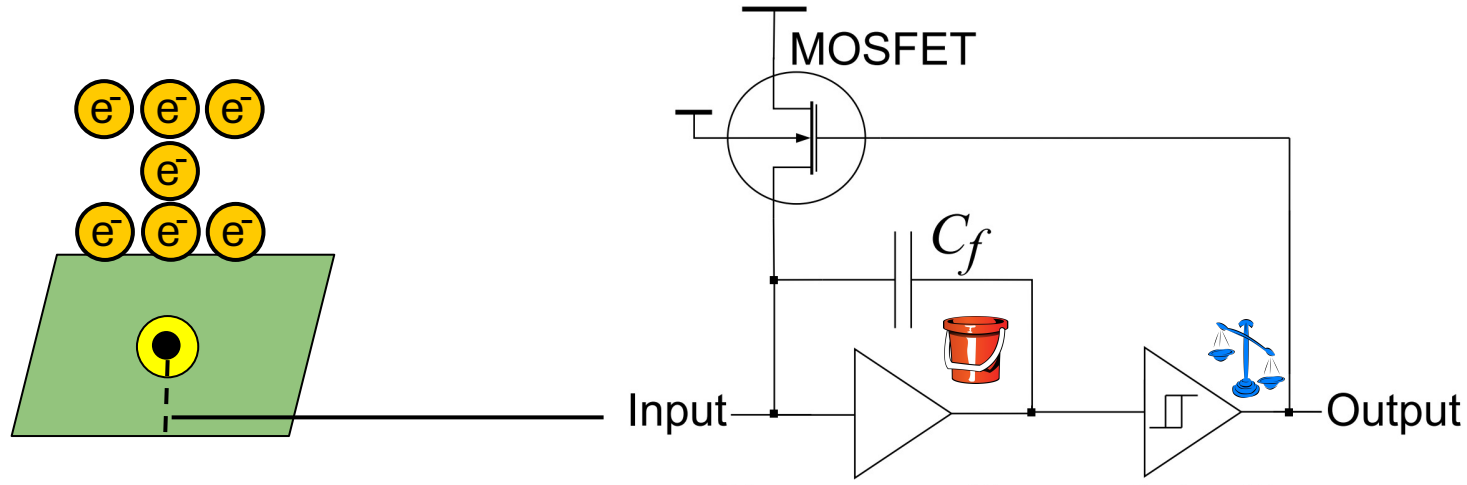 MOSFET
e⁻ e⁻ e⁻
e⁻
e⁻ e⁻ e⁻
C_f
Input
Output